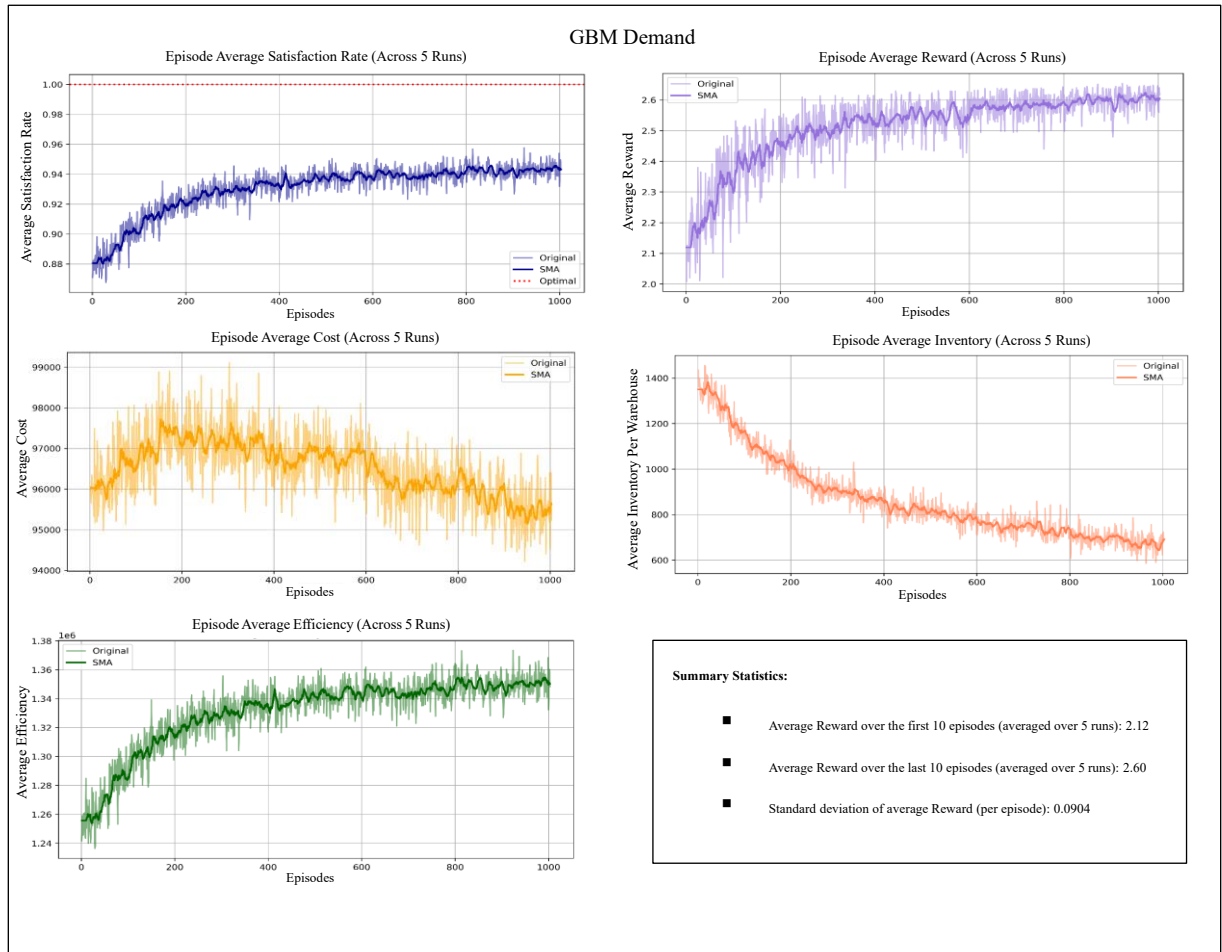 GBM Demand
Episode Average Satisfaction Rate (Across 5 Runs)
Average Satisfaction Rate
1.00
0.98
0.96
0.94
0.92
0.90
0.88
Original
SMA
Optimal
0 200 400 600 800 1000
Episodes
Episode Average Reward (Across 5 Runs)
Original
SMA
Average Reward
2.6
2.5
2.4
2.3
2.2
2.1
2.0
0 200 400 600 800 1000
Episodes
Episode Average Cost (Across 5 Runs)
Original
SMA
Average Cost
99000
98000
97000
96000
95000
94000
0 200 400 600 800 1000
Episodes
Episode Average Inventory (Across 5 Runs)
Original
SMA
Average Inventory Per Warehouse
1400
1200
1000
800
600
0 200 400 600 800 1000
Episodes
Episode Average Efficiency (Across 5 Runs)
1e6
Original
SMA
Average Efficiency
1.38
1.36
1.34
1.32
1.30
1.28
1.26
1.24
0 200 400 600 800 1000
Episodes
Summary Statistics:
■ Average Reward over the first 10 episodes (averaged over 5 runs): 2.12
■ Average Reward over the last 10 episodes (averaged over 5 runs): 2.60
■ Standard deviation of average Reward (per episode): 0.0904